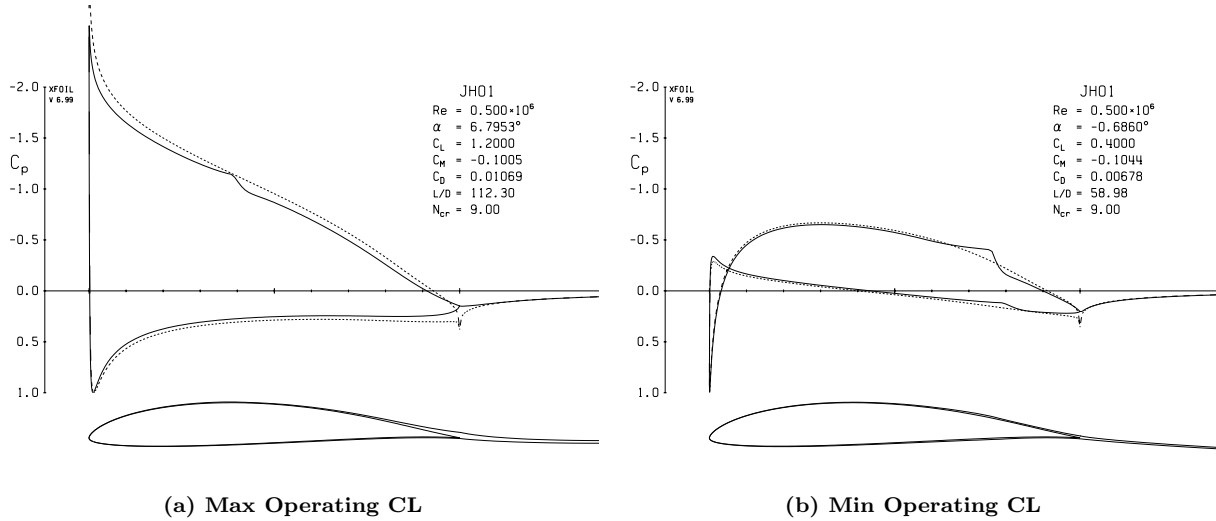 XFOIL
V 6.99
JH01
Re = 0.500×10⁶
α = 6.7953°
CL = 1.2000
CM = -0.1005
CD = 0.01069
L/D = 112.30
Ncr = 9.00
-2.0
-1.5
Cp
-1.0
-0.5
0.0
0.5
1.0
(a) Max Operating CL
XFOIL
V 6.99
JH01
Re = 0.500×10⁶
α = -0.6860°
CL = 0.4000
CM = -0.1044
CD = 0.00678
L/D = 58.98
Ncr = 9.00
-2.0
-1.5
Cp
-1.0
-0.5
0.0
0.5
1.0
(b) Min Operating CL